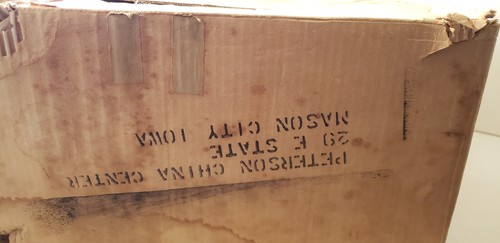 PETERSON CHINA CENTER
29 E STATE
MASON CITY IOWA